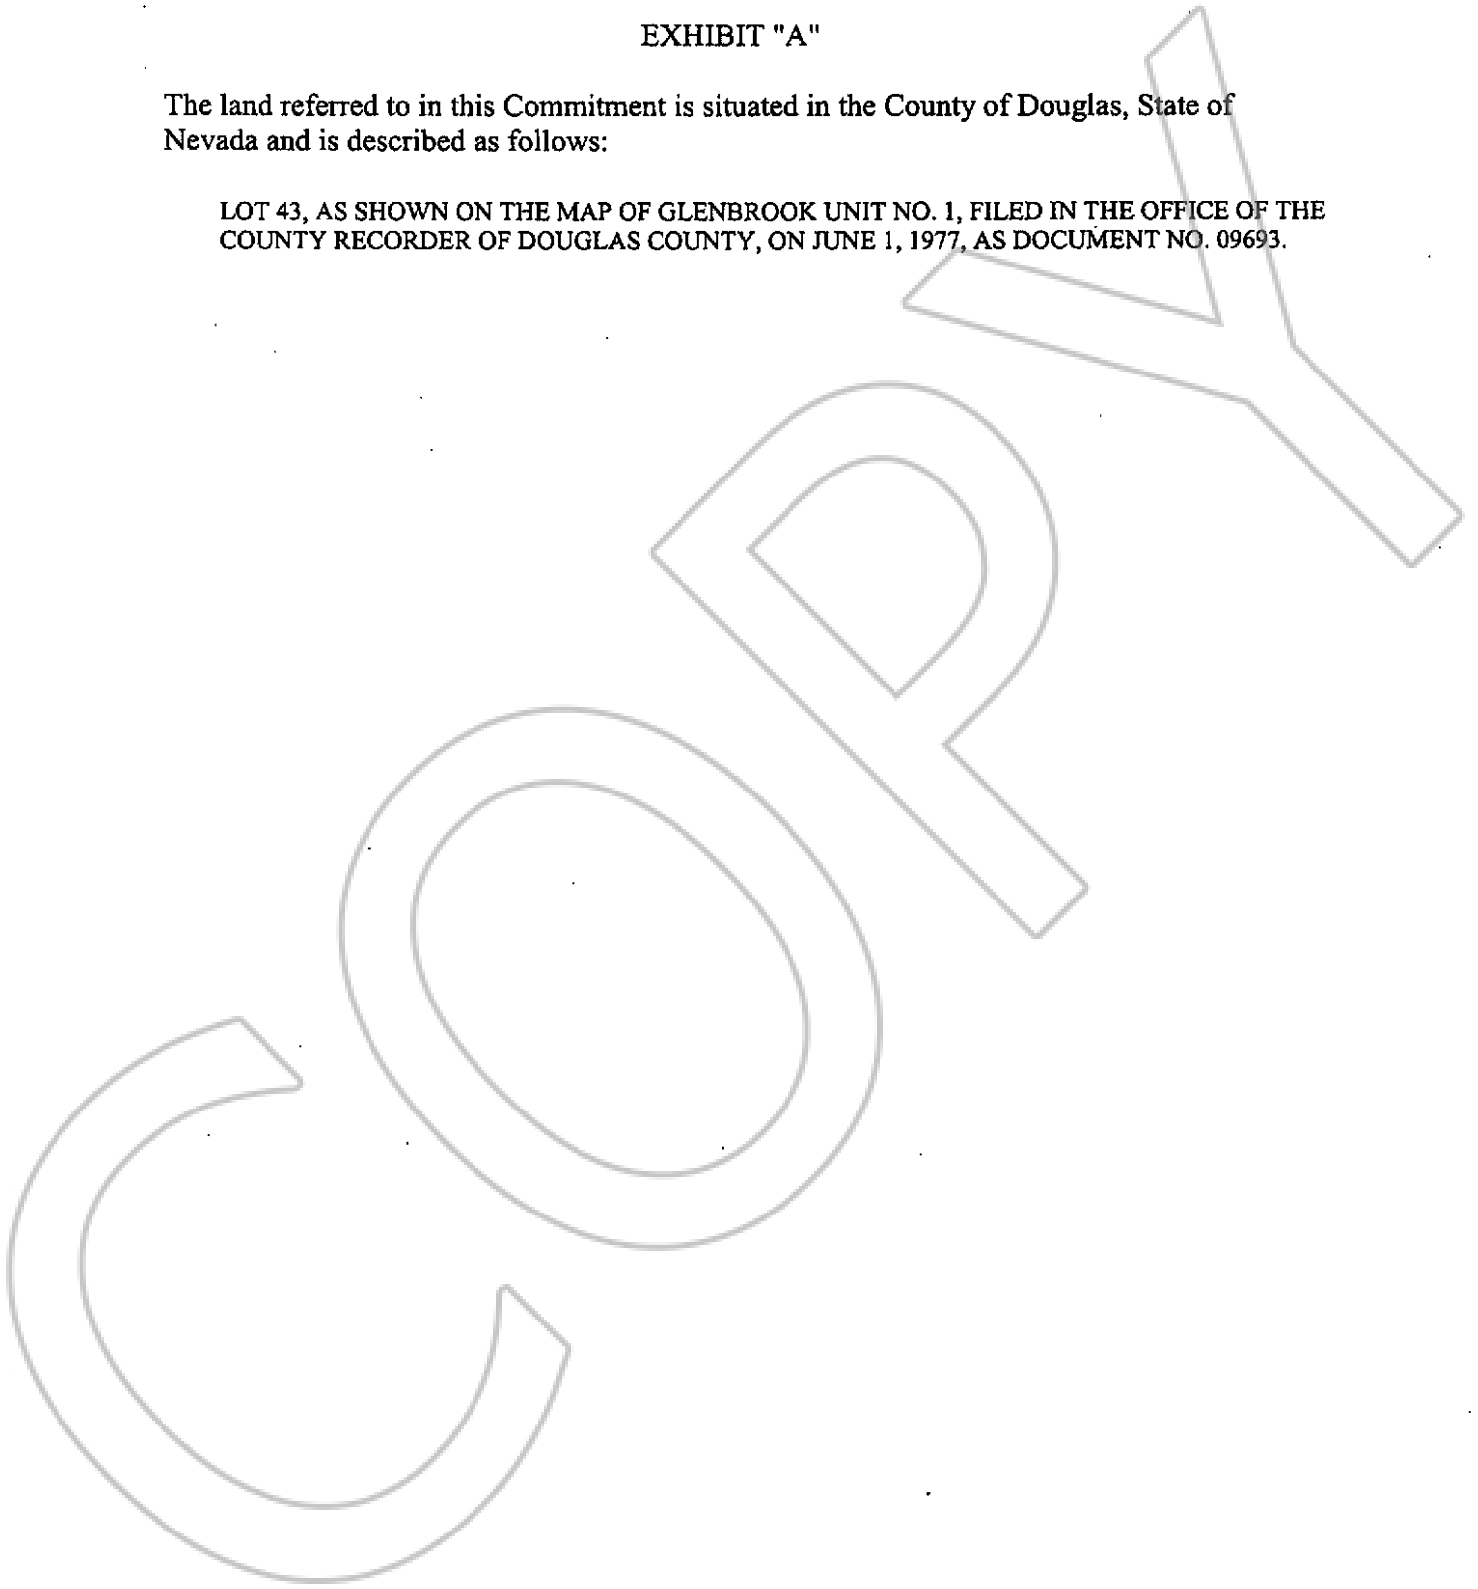 EXHIBIT "A"
The land referred to in this Commitment is situated in the County of Douglas, State of
Nevada and is described as follows:
LOT 43, AS SHOWN ON THE MAP OF GLENBROOK UNIT NO. 1, FILED IN THE OFFICE OF THE
COUNTY RECORDER OF DOUGLAS COUNTY, ON JUNE 1, 1977, AS DOCUMENT NO. 09693.
COPY